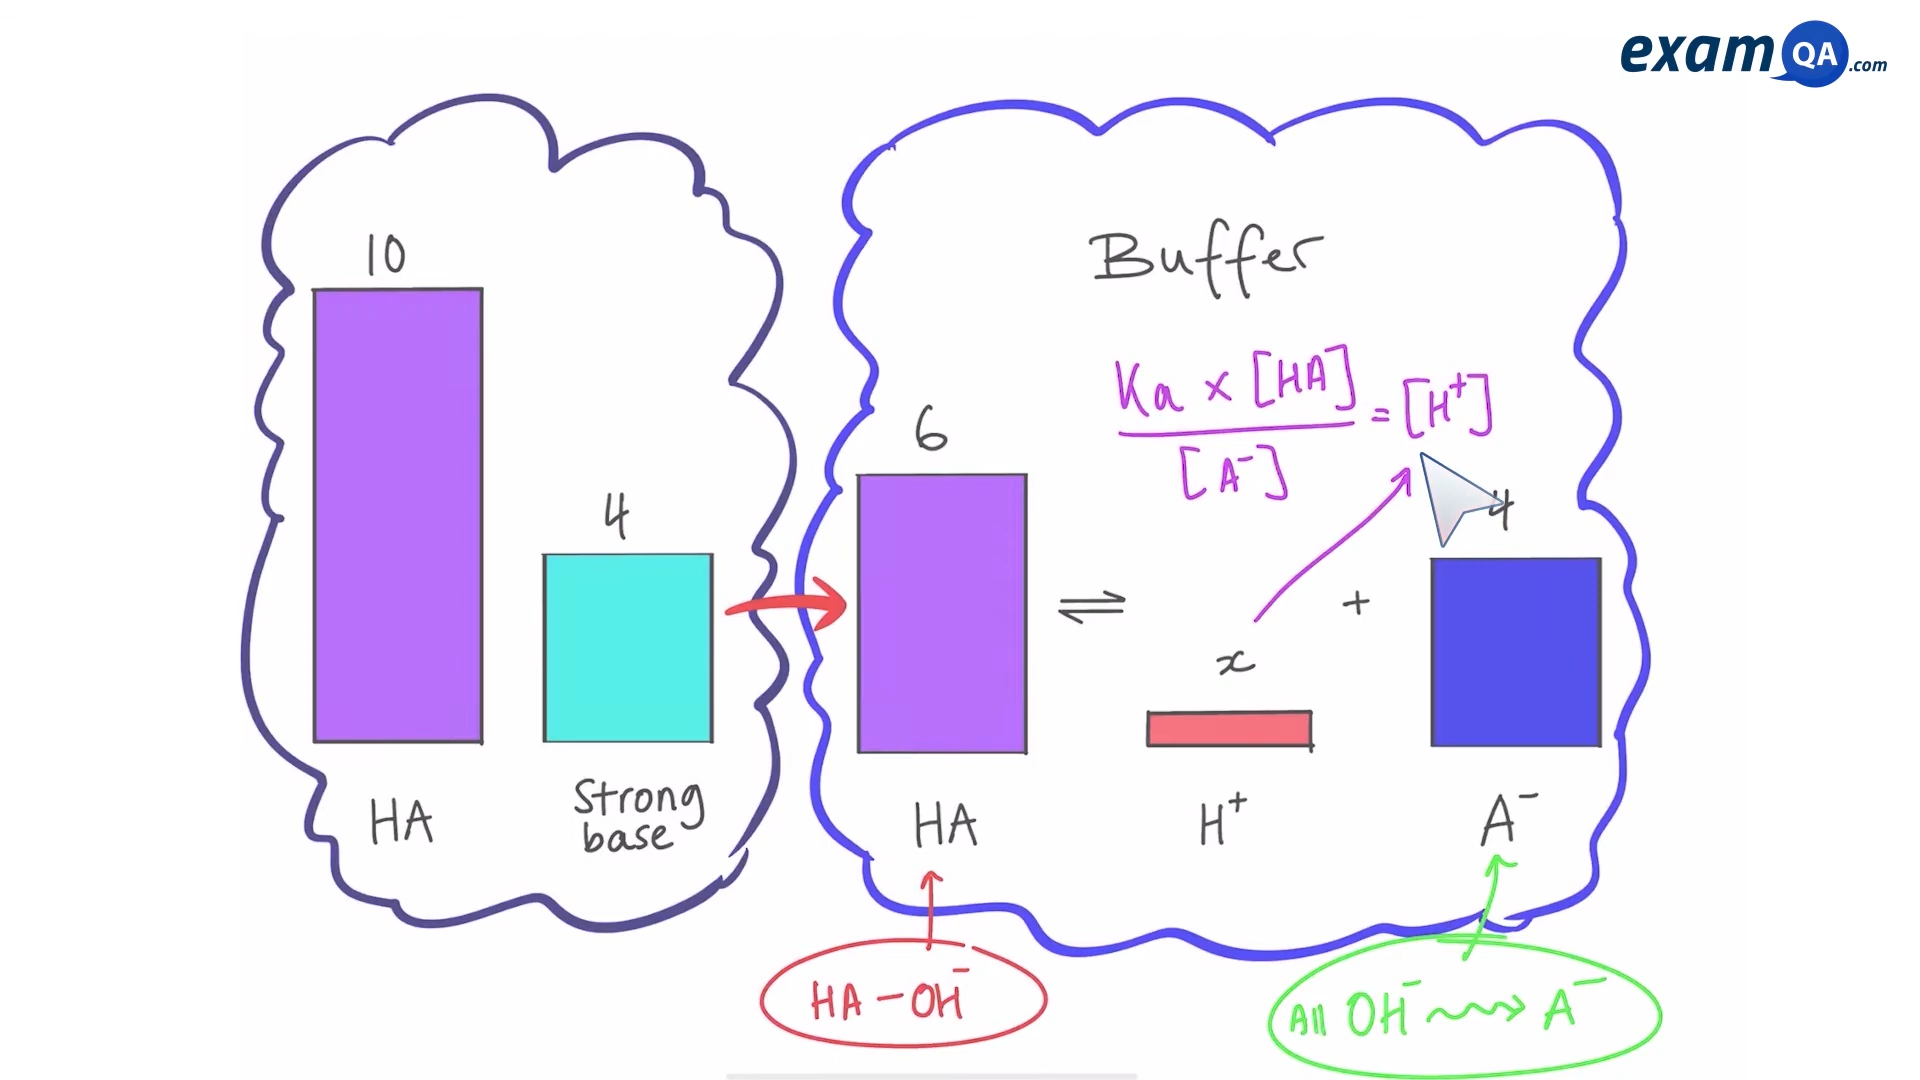 examQA.com
10
4
HA
Strong
base
Buffer
Ka × [HA]
[A⁻]
= [H⁺]
6
4
⇌
x
+
HA
H⁺
A⁻
HA – OH⁻
All OH⁻ ⇝ A⁻